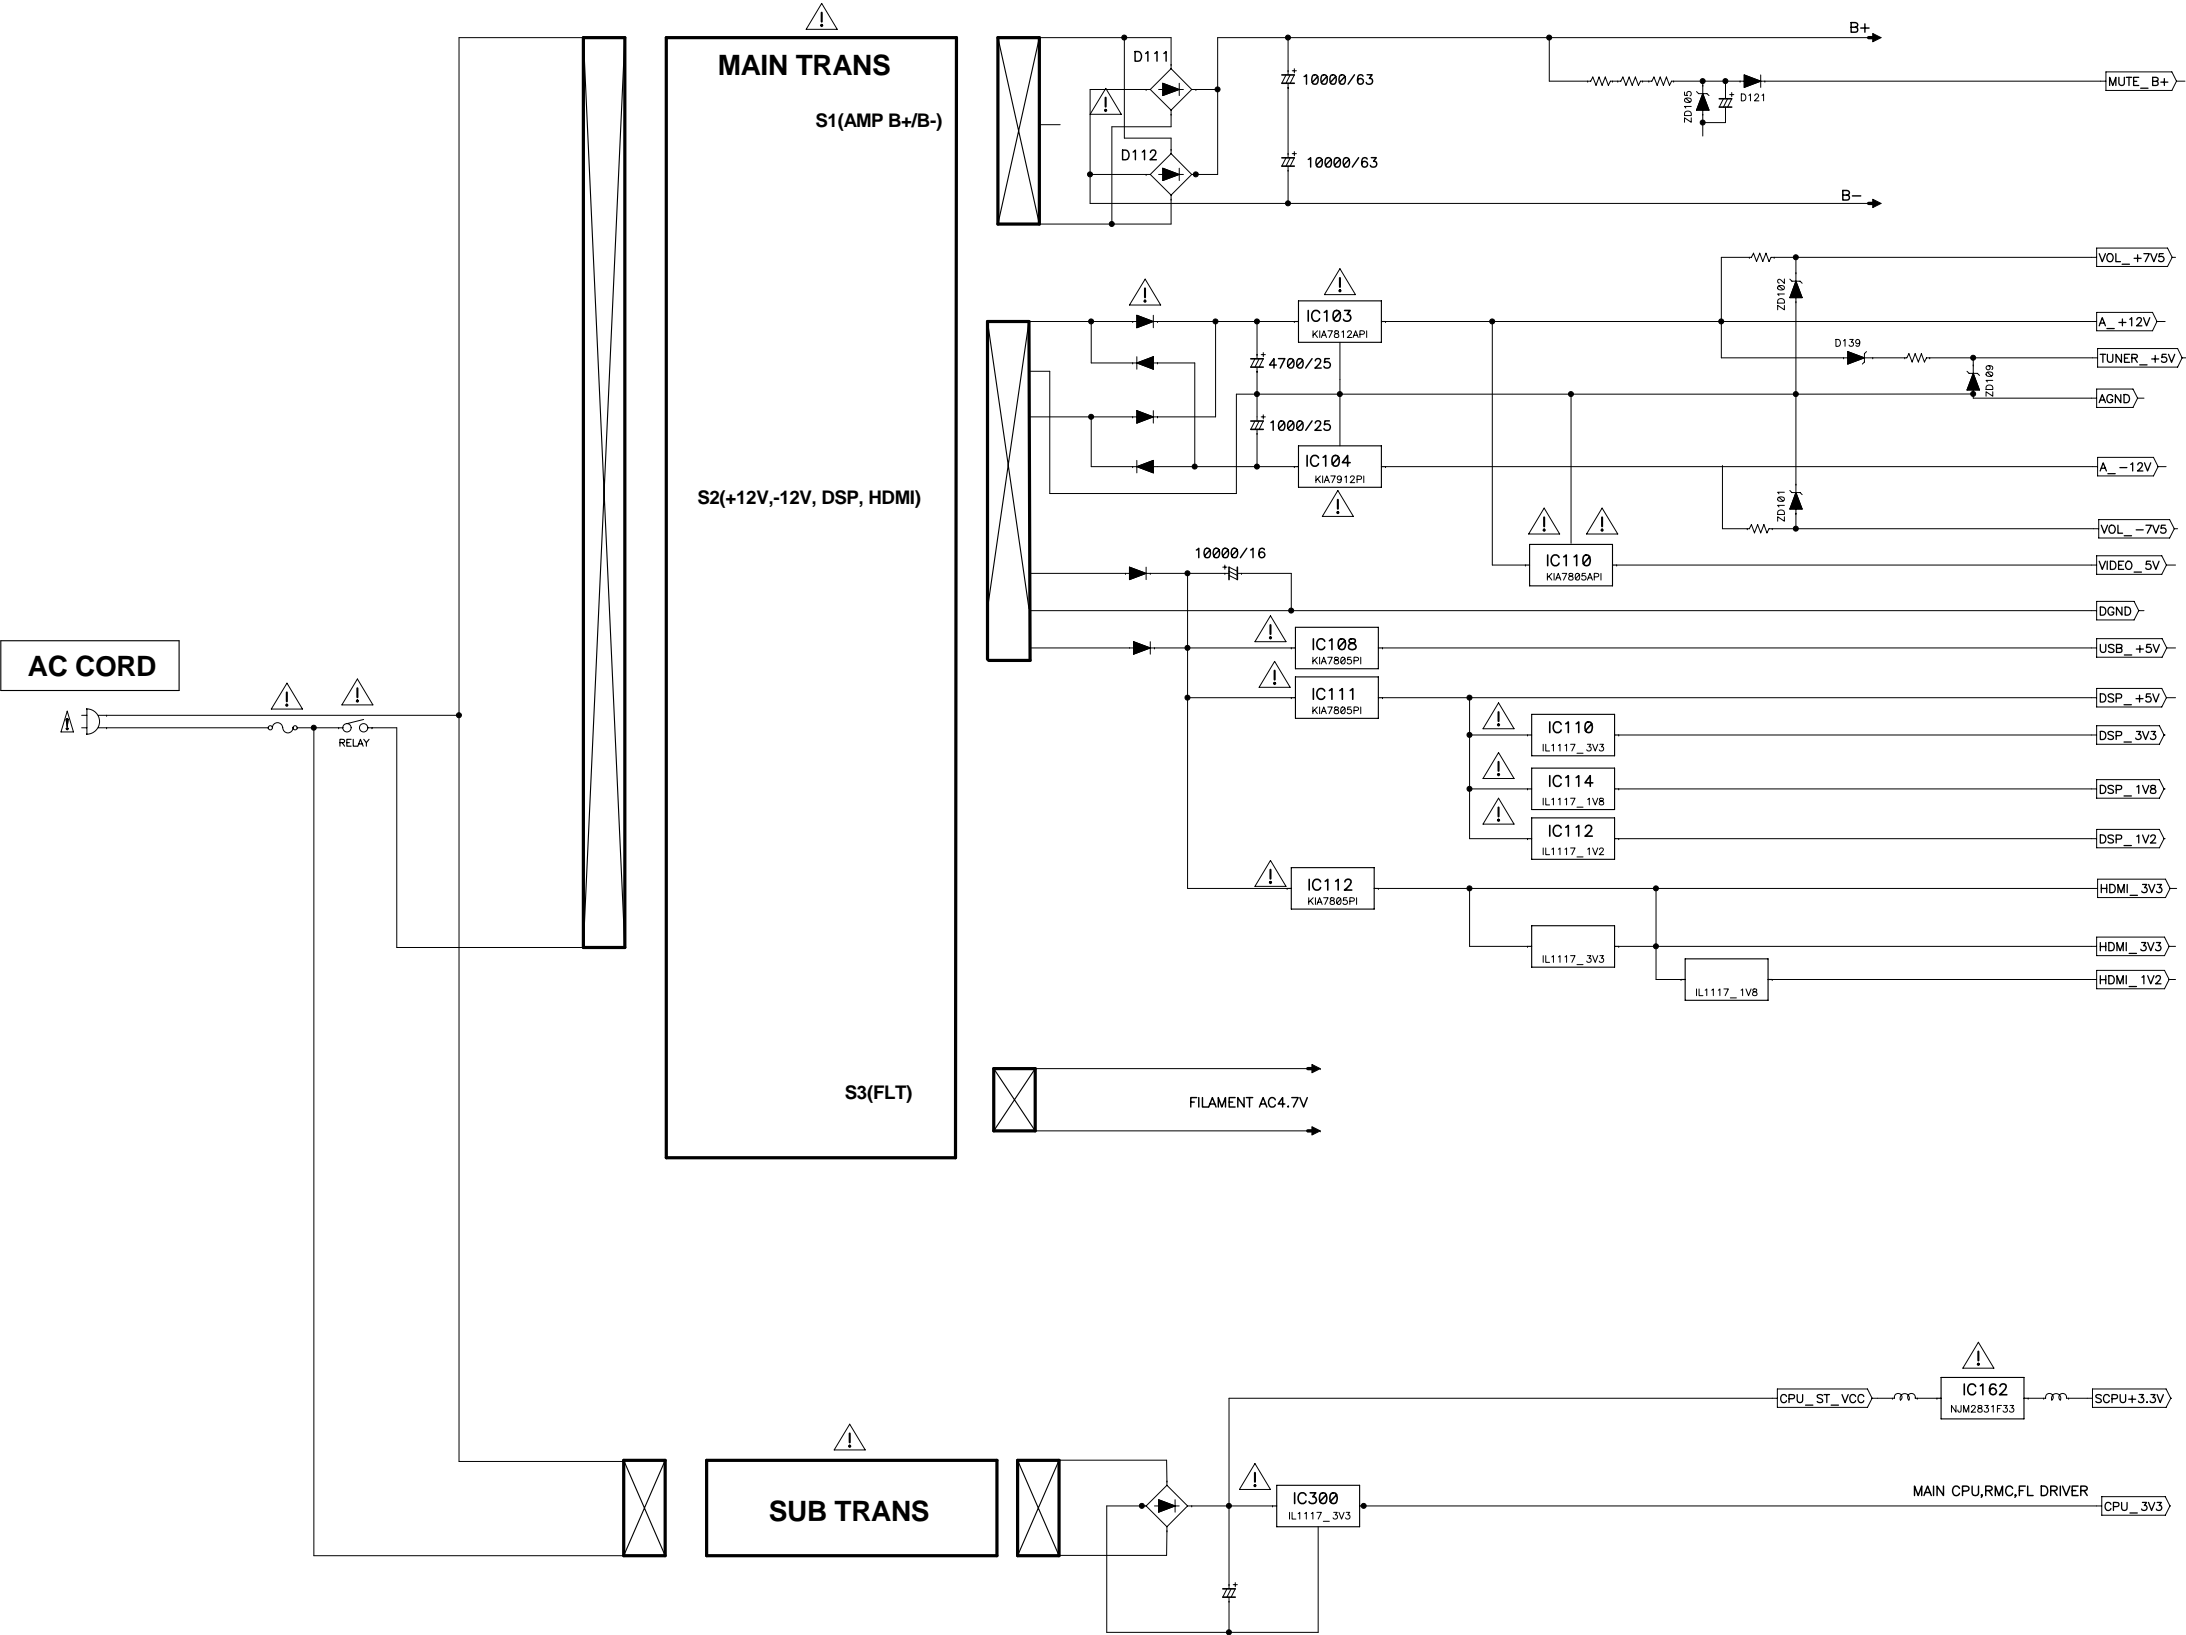 B+
MAIN TRANS
D111
10000/63
MUTE_B+
ZD105
D121
S1(AMP B+/B-)
D112
10000/63
B-
VOL_+7V5
ZD102
IC103
KIA7812API
A_+12V
D139
TUNER_+5V
4700/25
ZD109
AGND
1000/25
IC104
KIA7912PI
A_-12V
S2(+12V,-12V, DSP, HDMI)
ZD101
VOL_-7V5
10000/16
IC110
KIA7805API
VIDEO_5V
DGND
IC108
KIA7805PI
USB_+5V
AC CORD
IC111
KIA7805PI
DSP_+5V
RELAY
IC110
IL1117_3V3
DSP_3V3
IC114
IL1117_1V8
DSP_1V8
IC112
IL1117_1V2
DSP_1V2
IC112
KIA7805PI
HDMI_3V3
IL1117_3V3
HDMI_3V3
IL1117_1V8
HDMI_1V2
S3(FLT)
FILAMENT AC4.7V
CPU_ST_VCC
IC162
NJM2831F33
SCPU+3.3V
SUB TRANS
IC300
IL1117_3V3
MAIN CPU,RMC,FL DRIVER
CPU_3V3